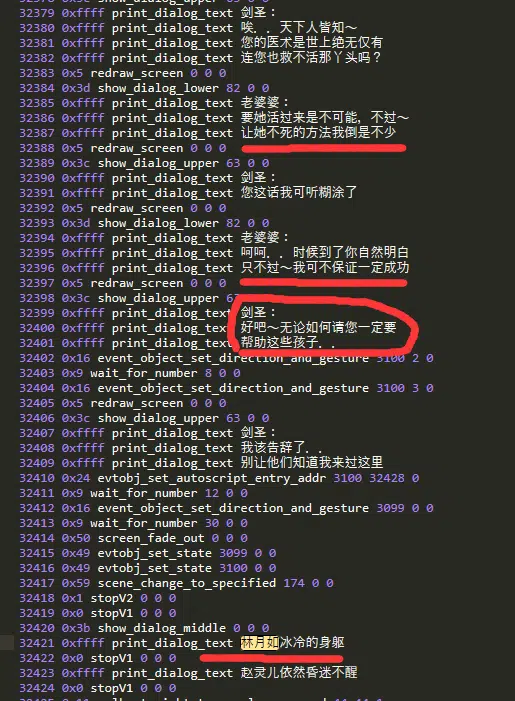 32379 0xffff print_dialog_text 剑圣：
32380 0xffff print_dialog_text 唉．．天下人皆知～
32381 0xffff print_dialog_text 您的医术是世上绝无仅有
32382 0xffff print_dialog_text 连您也救不活那丫头吗？
32383 0x5 redraw_screen 0 0 0
32384 0x3d show_dialog_lower 82 0 0
32385 0xffff print_dialog_text 老婆婆：
32386 0xffff print_dialog_text 要她活过来是不可能，不过～
32387 0xffff print_dialog_text 让她不死的方法我倒是不少
32388 0x5 redraw_screen 0 0 0
32389 0x3c show_dialog_upper 63 0 0
32390 0xffff print_dialog_text 剑圣：
32391 0xffff print_dialog_text 您这话我可听糊涂了
32392 0x5 redraw_screen 0 0 0
32393 0x3d show_dialog_lower 82 0 0
32394 0xffff print_dialog_text 老婆婆：
32395 0xffff print_dialog_text 呵呵．．时候到了你自然明白
32396 0xffff print_dialog_text 只不过～我可不保证一定成功
32397 0x5 redraw_screen 0 0 0
32398 0x3c show_dialog_upper
32399 0xffff print_dialog_text 剑圣：
32400 0xffff print_dialog_text 好吧～无论如何请您一定要
32401 0xffff print_dialog_text 帮助这些孩子．．
32402 0x16 event_object_set_direction_and_gesture 3100 2 0
32403 0x9 wait_for_number 8 0 0
32404 0x16 event_object_set_direction_and_gesture 3100 3 0
32405 0x5 redraw_screen 0 0 0
32406 0x3c show_dialog_upper 63 0 0
32407 0xffff print_dialog_text 剑圣：
32408 0xffff print_dialog_text 我该告辞了．．
32409 0xffff print_dialog_text 别让他们知道我来过这里
32410 0x24 evtobj_set_autoscript_entry_addr 3100 32428 0
32411 0x9 wait_for_number 12 0 0
32412 0x16 event_object_set_direction_and_gesture 3099 0 0
32413 0x9 wait_for_number 30 0 0
32414 0x50 screen_fade_out 0 0 0
32415 0x49 evtobj_set_state 3099 0 0
32416 0x49 evtobj_set_state 3100 0 0
32417 0x59 scene_change_to_specified 174 0 0
32418 0x1 stopV2 0 0 0
32419 0x0 stopV1 0 0 0
32420 0x3b show_dialog_middle 0 0 0
32421 0xffff print_dialog_text 林月如冰冷的身躯
32422 0x0 stopV1 0 0 0
32423 0xffff print_dialog_text 赵灵儿依然昏迷不醒
32424 0x0 stopV1 0 0 0